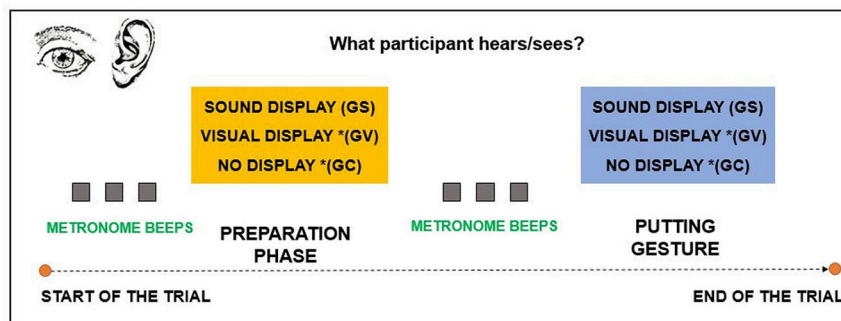 What participant hears/sees?
SOUND DISPLAY (GS)
VISUAL DISPLAY *(GV)
NO DISPLAY *(GC)
SOUND DISPLAY (GS)
VISUAL DISPLAY *(GV)
NO DISPLAY *(GC)
METRONOME BEEPS
PREPARATION
PHASE
METRONOME BEEPS
PUTTING
GESTURE
START OF THE TRIAL
END OF THE TRIAL